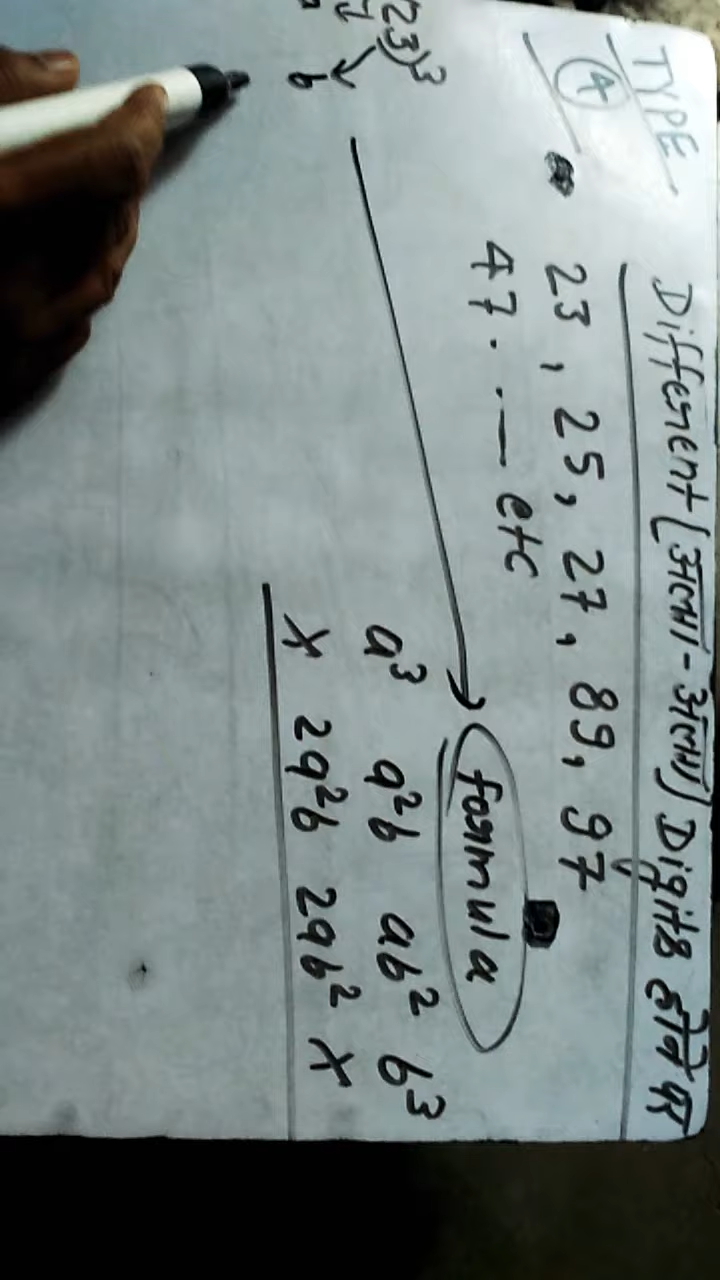 TYPE
4
Different (अलग-अलग) Digits होने पर
23, 25, 27, 89, 97
47. — etc
(23)³
b
formula
a³ a²b ab² b³
x 2a²b 2ab² x